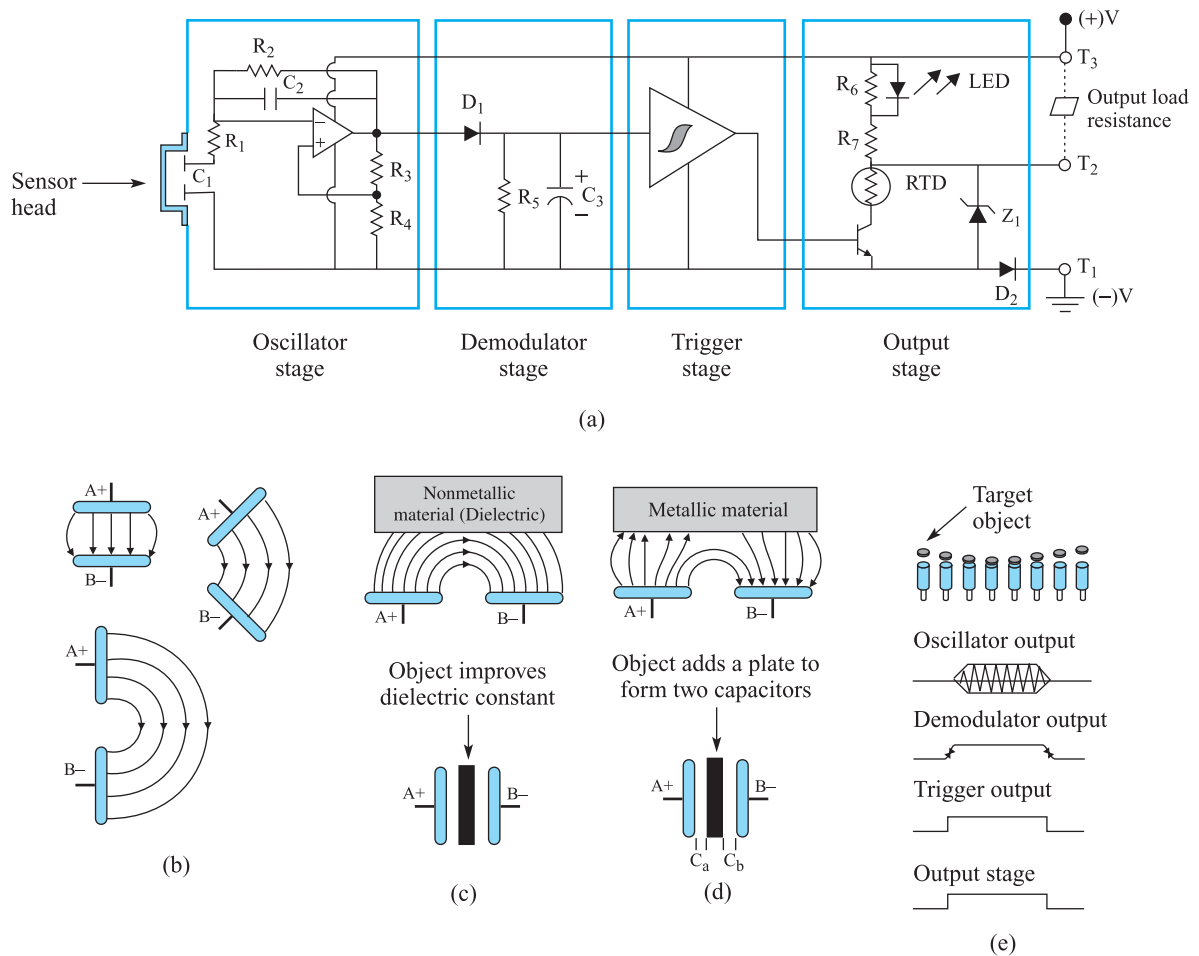 (+)V
R2
C2
T3
D1
R6
LED
Output load
resistance
R1
R7
C1
R3
T2
Sensor
head
RTD
R5
+
C3
−
R4
Z1
T1
D2
(−)V
Oscillator
stage
Demodulator
stage
Trigger
stage
Output
stage
(a)
A+
B−
A+
B−
A+
B−
(b)
Nonmetallic
material (Dielectric)
A+
B−
Object improves
dielectric constant
A+
B−
(c)
Metallic material
A+
B−
Object adds a plate to
form two capacitors
A+
B−
Ca
Cb
(d)
Target
object
Oscillator output
Demodulator output
Trigger output
Output stage
(e)